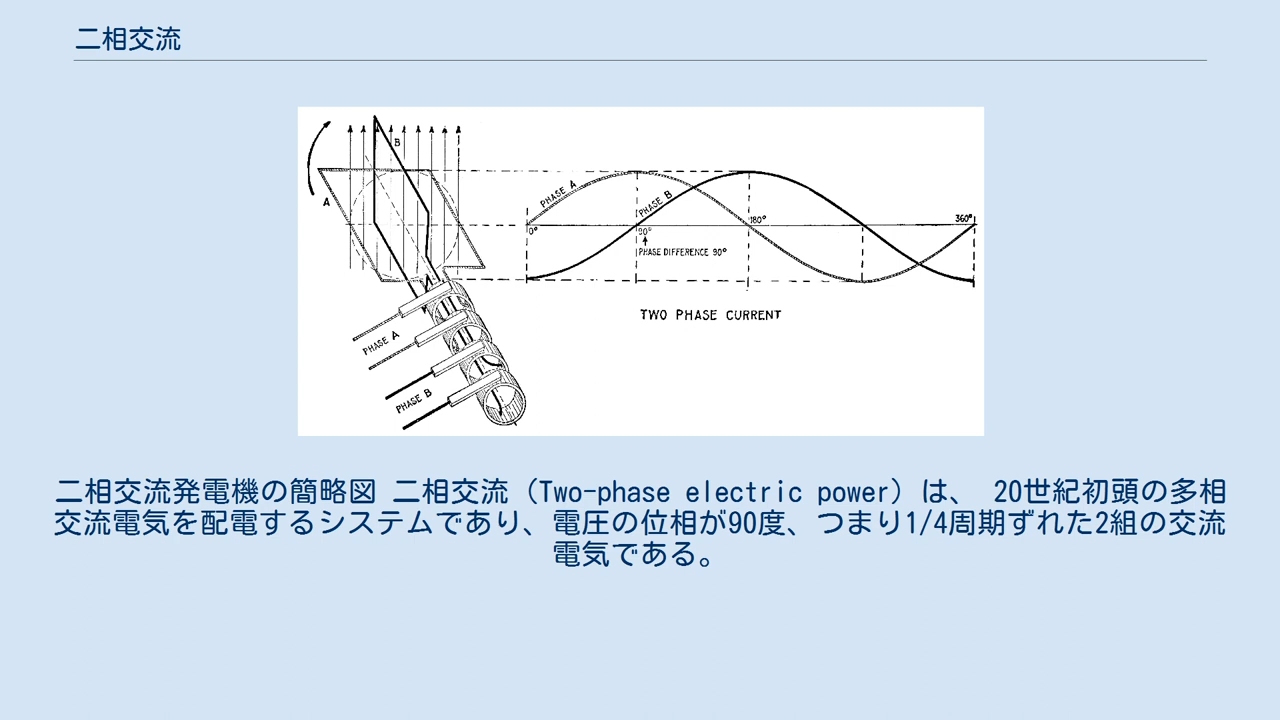 二相交流
B
A
PHASE A
PHASE B
0°
90°
180°
360°
PHASE DIFFERENCE 90°
TWO PHASE CURRENT
PHASE A
PHASE B
二相交流発電機の簡略図 二相交流（Two-phase electric power）は、 20世紀初頭の多相
交流電気を配電するシステムであり、電圧の位相が90度、つまり1/4周期ずれた2組の交流
電気である。